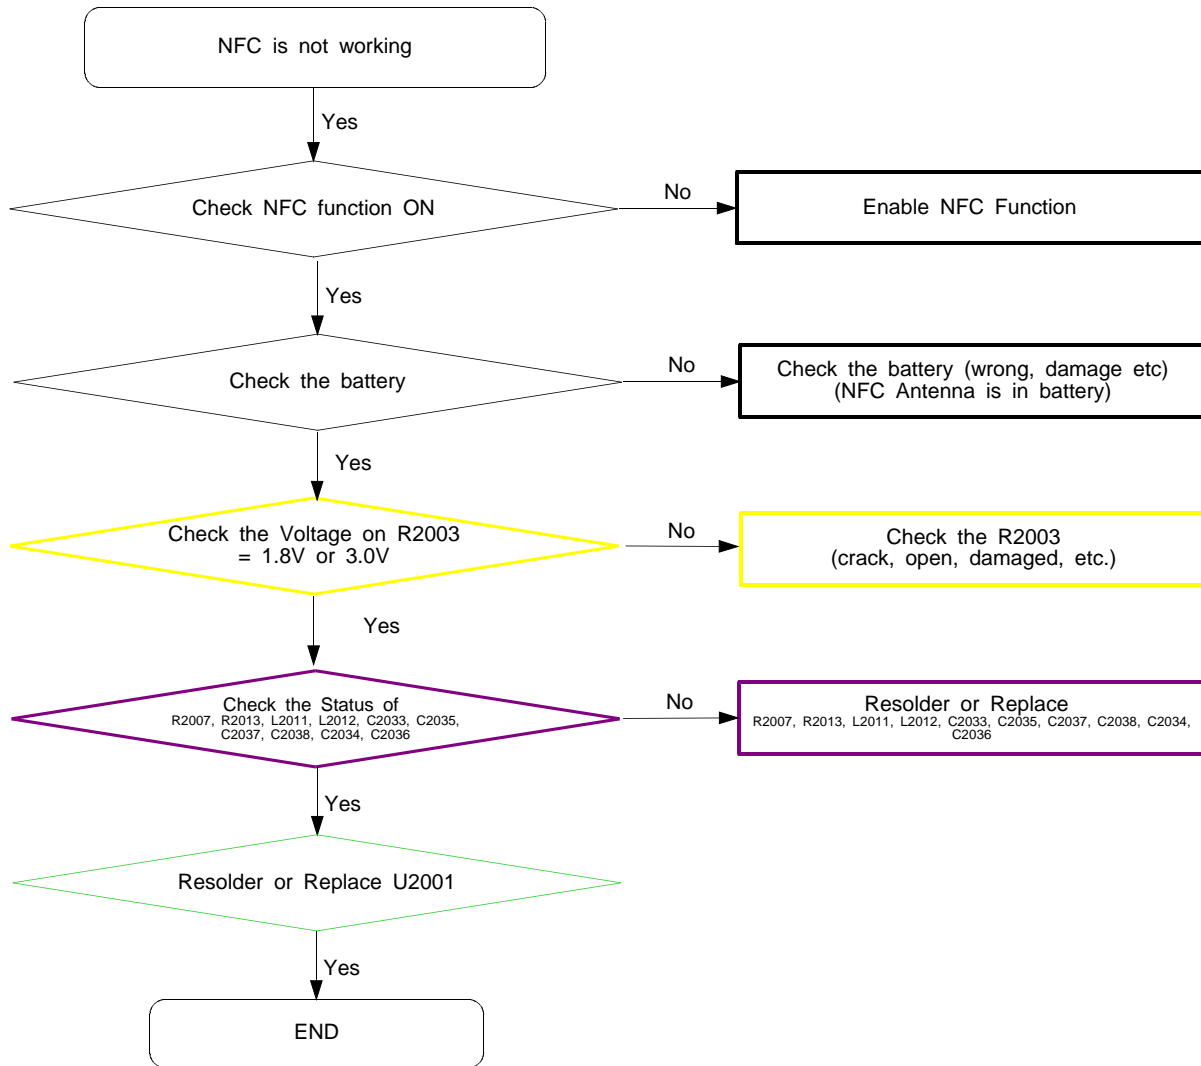 NFC is not working
Yes
Check NFC function ON
No
Enable NFC Function
Yes
Check the battery
No
Check the battery (wrong, damage etc)
(NFC Antenna is in battery)
Yes
Check the Voltage on R2003
= 1.8V or 3.0V
No
Check the R2003
(crack, open, damaged, etc.)
Yes
Check the Status of
R2007, R2013, L2011, L2012, C2033, C2035,
C2037, C2038, C2034, C2036
No
Resolder or Replace
R2007, R2013, L2011, L2012, C2033, C2035, C2037, C2038, C2034,
C2036
Yes
Resolder or Replace U2001
Yes
END